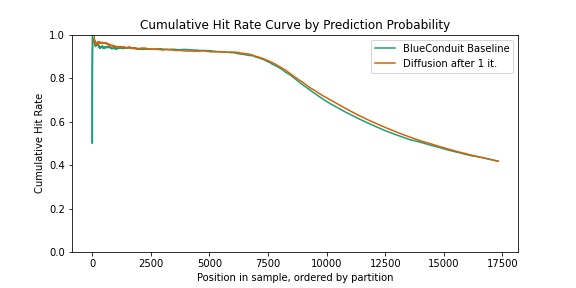 Cumulative Hit Rate Curve by Prediction Probability
BlueConduit Baseline
Diffusion after 1 it.
Cumulative Hit Rate
1.0
0.8
0.6
0.4
0.2
0.0
0 2500 5000 7500 10000 12500 15000 17500
Position in sample, ordered by partition